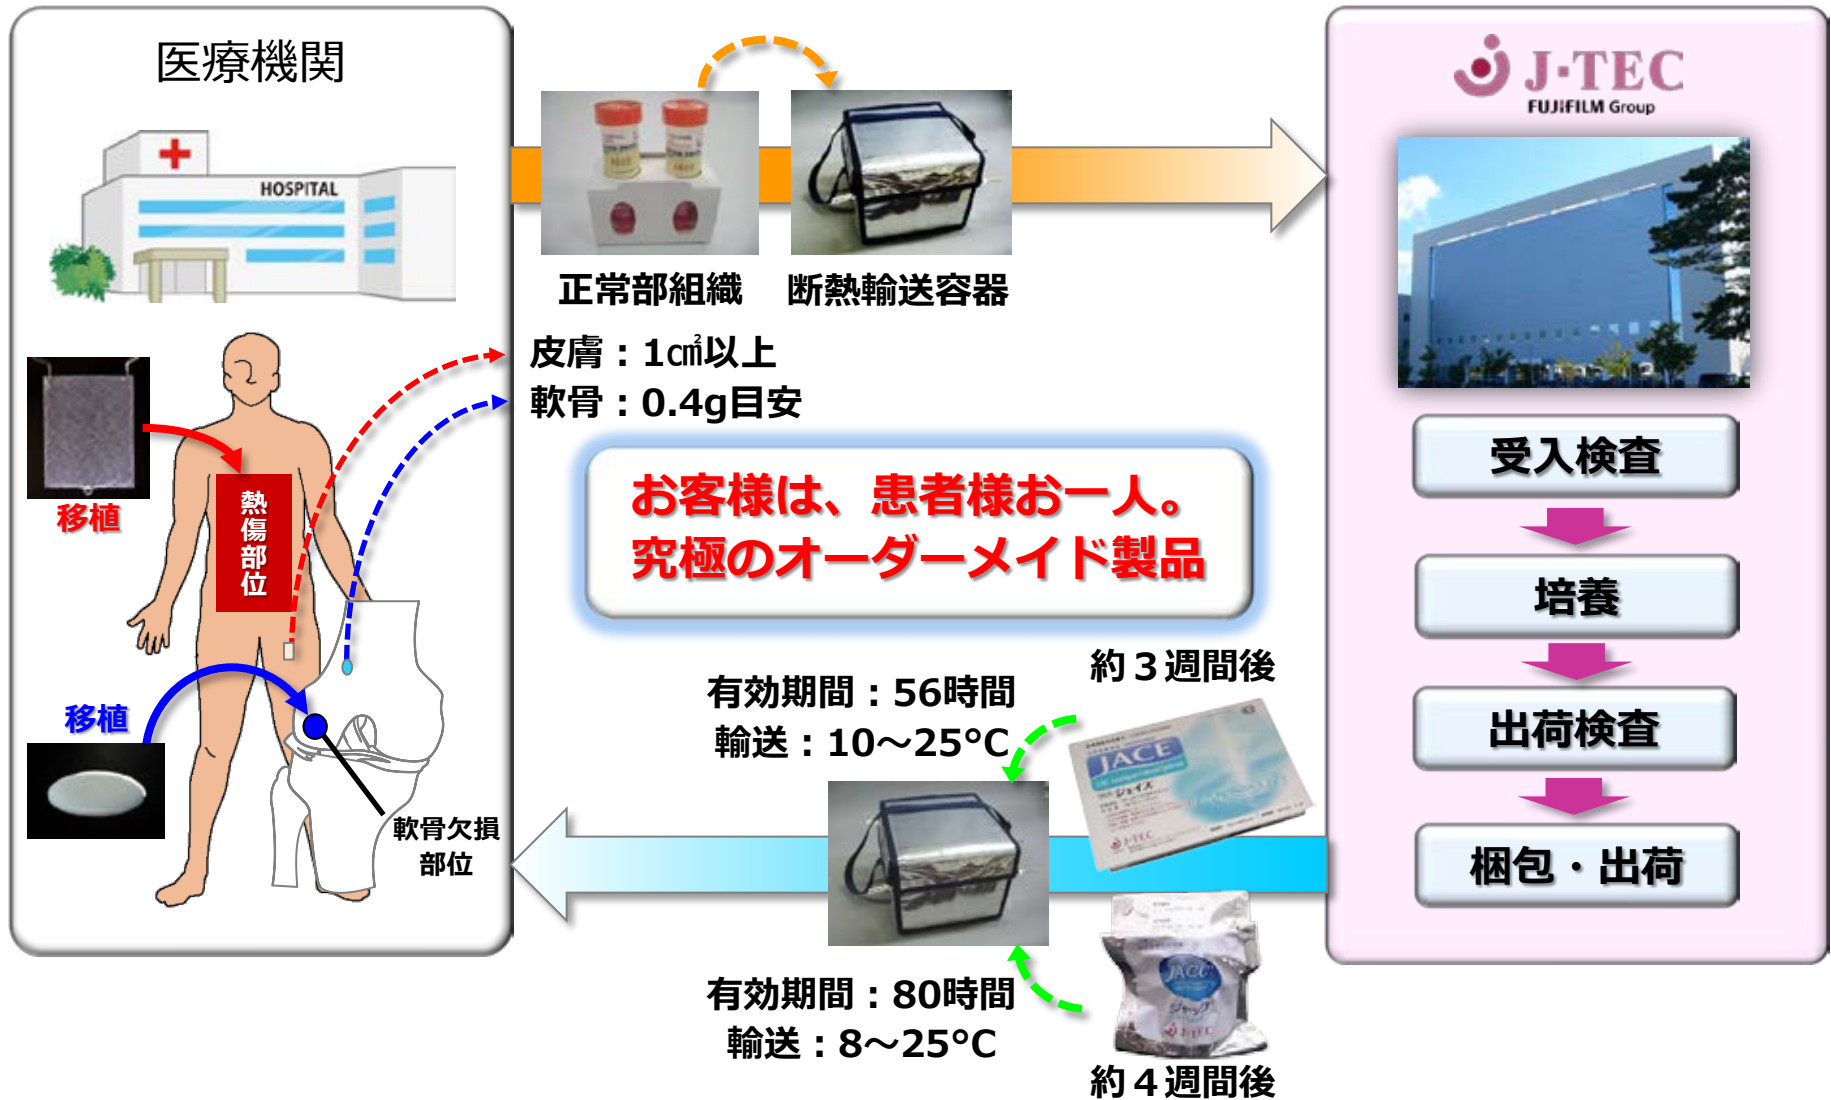 医療機関
HOSPITAL
正常部組織
断熱輸送容器
皮膚：1㎠以上
軟骨：0.4g目安
移植
熱傷部位
移植
軟骨欠損
部位
お客様は、患者様お一人。
究極のオーダーメイド製品
有効期間：56時間
輸送：10～25°C
約３週間後
JACE
ジェイス
J-TEC
有効期間：80時間
輸送：8～25°C
JACC
ジャック
J-TEC
約４週間後
J-TEC
FUJIFILM Group
受入検査
培養
出荷検査
梱包・出荷